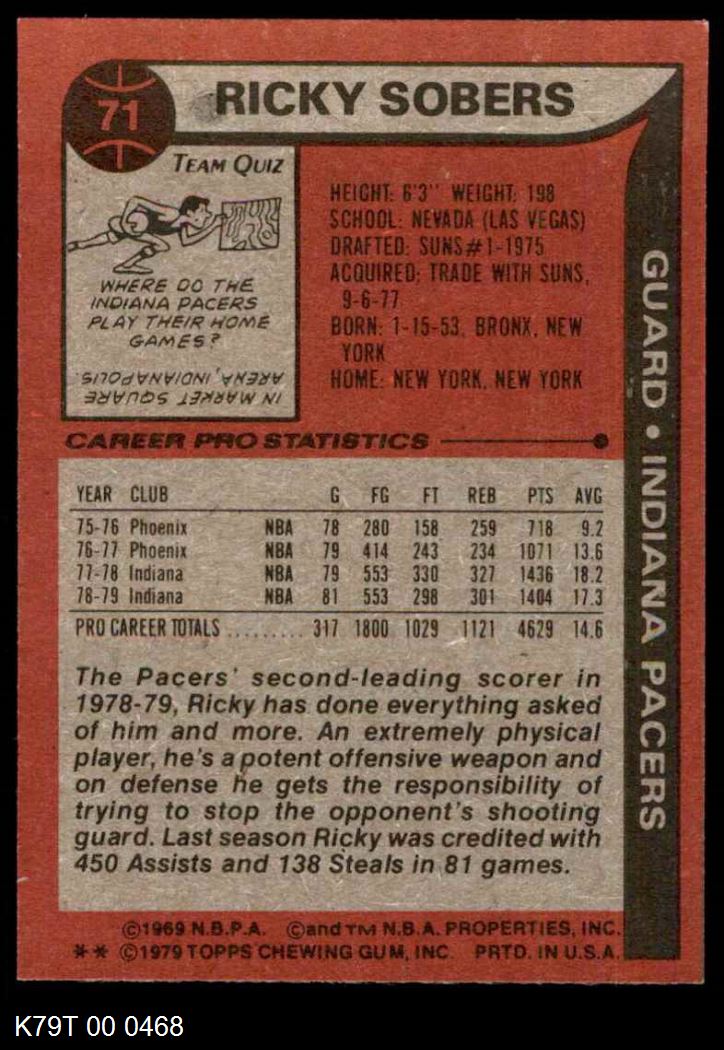 71
RICKY SOBERS
TEAM QUIZ
WHERE DO THE
INDIANA PACERS
PLAY THEIR HOME
GAMES?
IN MARKET SQUARE
ARENA, INDIANAPOLIS.
HEIGHT: 6'3" WEIGHT: 198
SCHOOL: NEVADA (LAS VEGAS)
DRAFTED: SUNS#1-1975
ACQUIRED: TRADE WITH SUNS,
9-6-77
BORN: 1-15-53, BRONX, NEW
YORK
HOME: NEW YORK, NEW YORK
GUARD • INDIANA PACERS
CAREER PRO STATISTICS
YEAR CLUB G FG FT REB PTS AVG
75-76 Phoenix NBA 78 280 158 259 718 9.2
76-77 Phoenix NBA 79 414 243 234 1071 13.6
77-78 Indiana NBA 79 553 330 327 1436 18.2
78-79 Indiana NBA 81 553 298 301 1404 17.3
PRO CAREER TOTALS ......... 317 1800 1029 1121 4629 14.6
The Pacers' second-leading scorer in
1978-79, Ricky has done everything asked
of him and more. An extremely physical
player, he's a potent offensive weapon and
on defense he gets the responsibility of
trying to stop the opponent's shooting
guard. Last season Ricky was credited with
450 Assists and 138 Steals in 81 games.
©1969 N.B.P.A. ©and TM N.B.A. PROPERTIES, INC.
** ©1979 TOPPS CHEWING GUM, INC. PRTD. IN U.S.A.
K79T 00 0468